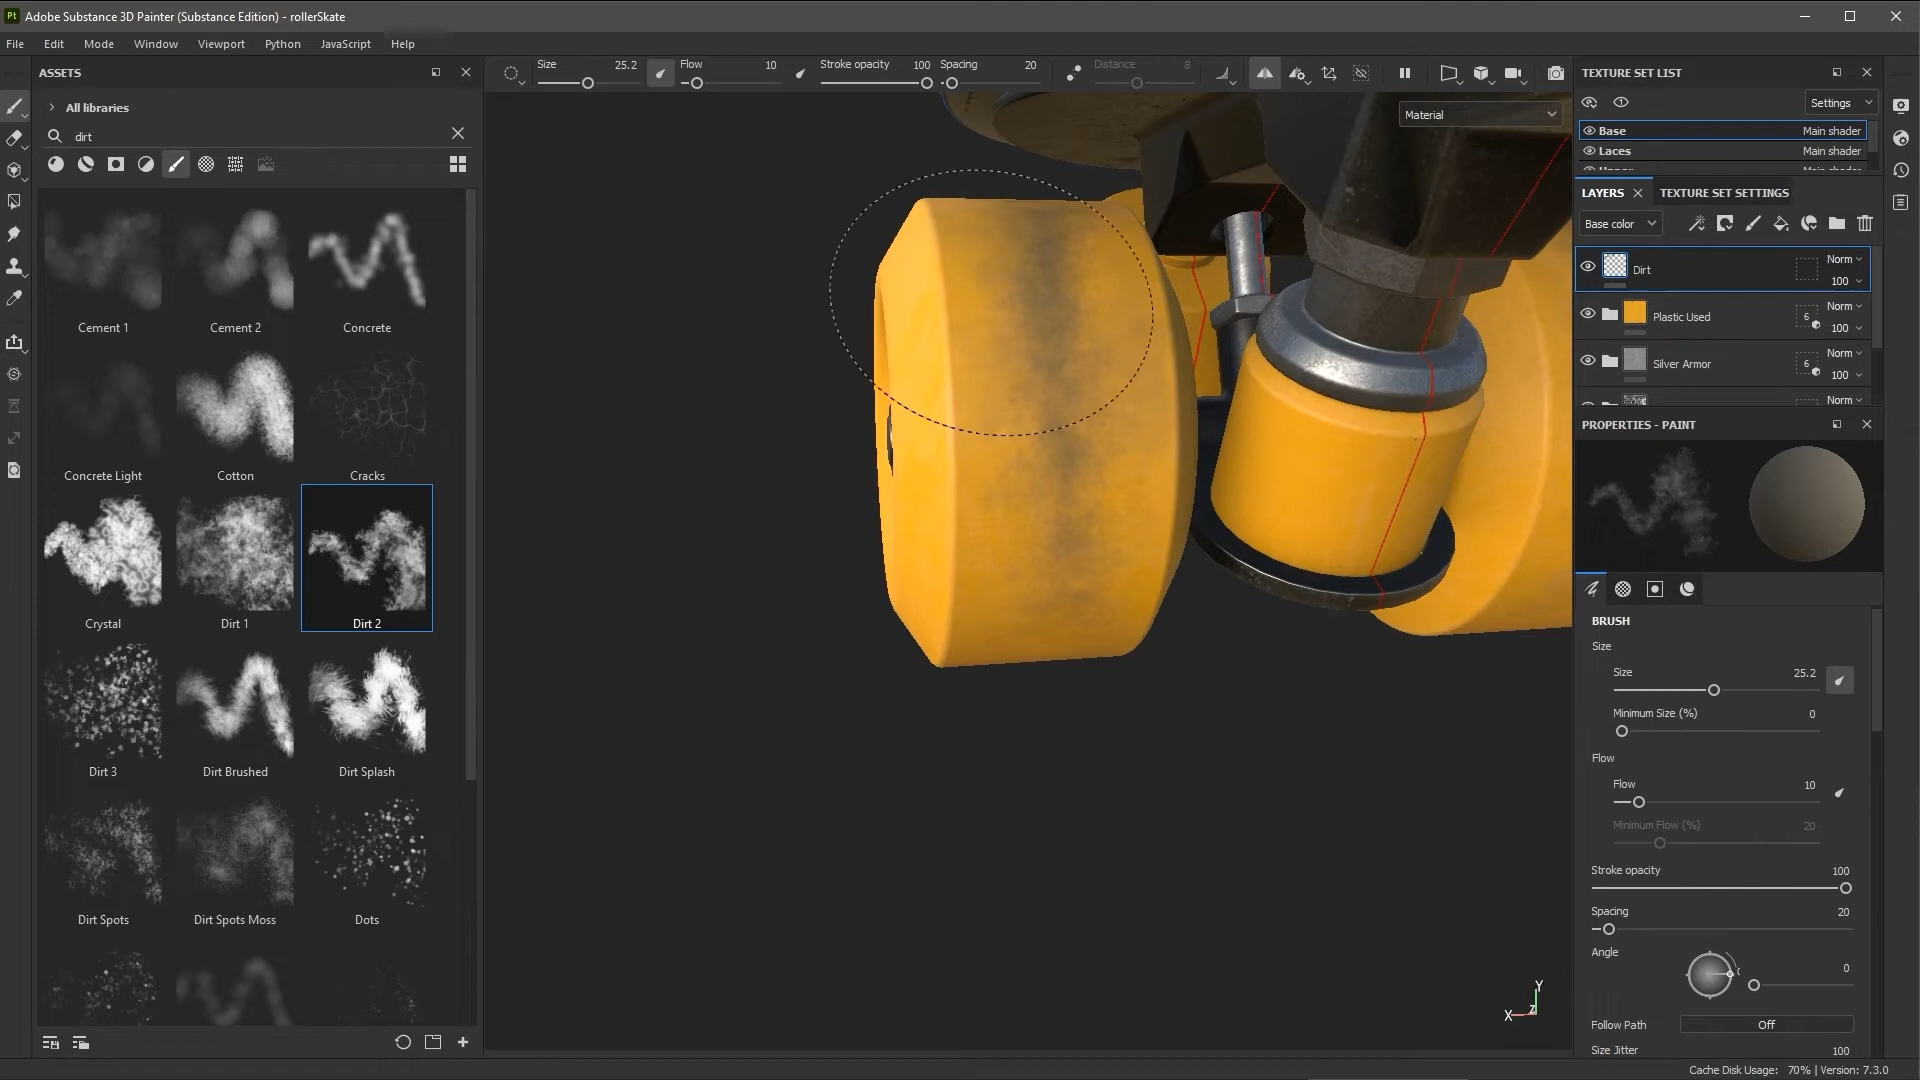 Pt Adobe Substance 3D Painter (Substance Edition) - rollerSkate
File Edit Mode Window Viewport Python JavaScript Help
ASSETS
All libraries
dirt
Cement 1 Cement 2 Concrete
Concrete Light Cotton Cracks
Crystal Dirt 1 Dirt 2
Dirt 3 Dirt Brushed Dirt Splash
Dirt Spots Dirt Spots Moss Dots
Size 25.2 Flow 10 Stroke opacity 100 Spacing 20 Distance 8
Material
Y
X Z
TEXTURE SET LIST
Settings
Base Main shader
Laces Main shader
LAYERS TEXTURE SET SETTINGS
Base color
Dirt Norm
100
Plastic Used 6 Norm
100
Silver Armor 6 Norm
100
Norm
PROPERTIES - PAINT
BRUSH
Size
Size 25.2
Minimum Size (%) 0
Flow
Flow 10
Minimum Flow (%) 20
Stroke opacity 100
Spacing 20
Angle 0
Follow Path Off
Size Jitter 100
Cache Disk Usage: 70% | Version: 7.3.0